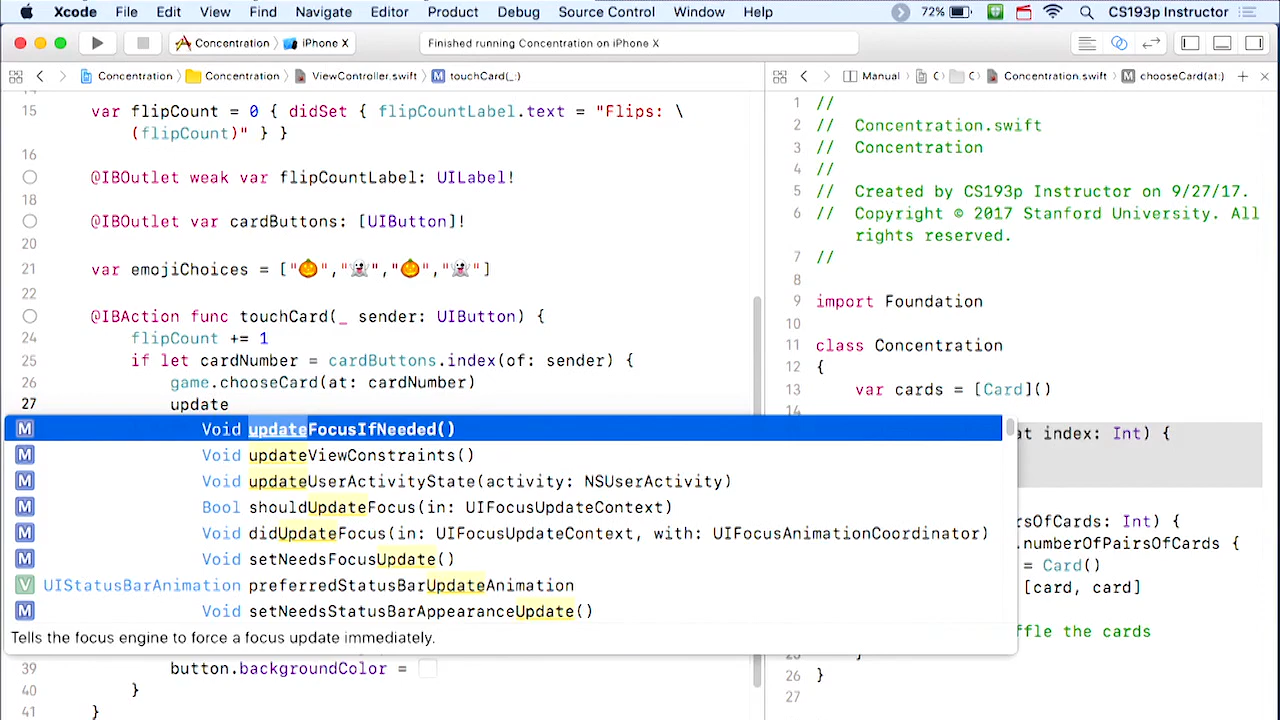 Xcode File Edit View Find Navigate Editor Product Debug Source Control Window Help 72% CS193p Instructor
Concentration iPhone X Finished running Concentration on iPhone X
Concentration Concentration ViewController.swift touchCard(_:)
15 var flipCount = 0 { didSet { flipCountLabel.text = "Flips: \
(flipCount)" } }
16
@IBOutlet weak var flipCountLabel: UILabel!
18
@IBOutlet var cardButtons: [UIButton]!
20
21 var emojiChoices = ["🎃","👻","🎃","👻"]
22
@IBAction func touchCard(_ sender: UIButton) {
24 flipCount += 1
25 if let cardNumber = cardButtons.index(of: sender) {
26 game.chooseCard(at: cardNumber)
27 update
M Void updateFocusIfNeeded()
M Void updateViewConstraints()
M Void updateUserActivityState(activity: NSUserActivity)
M Bool shouldUpdateFocus(in: UIFocusUpdateContext)
M Void didUpdateFocus(in: UIFocusUpdateContext, with: UIFocusAnimationCoordinator)
M Void setNeedsFocusUpdate()
V UIStatusBarAnimation preferredStatusBarUpdateAnimation
M Void setNeedsStatusBarAppearanceUpdate()
Tells the focus engine to force a focus update immediately.
39 button.backgroundColor =
40 }
41 }
Manual C C Concentration.swift M chooseCard(at:)
1 //
2 // Concentration.swift
3 // Concentration
4 //
5 // Created by CS193p Instructor on 9/27/17.
6 // Copyright © 2017 Stanford University. All
rights reserved.
7 //
8
9 import Foundation
10
11 class Concentration
12 {
13 var cards = [Card]()
14
at index: Int) {
rsOfCards: Int) {
.numberOfPairsOfCards {
= Card()
[card, card]
ffle the cards
25 }
26 }
27